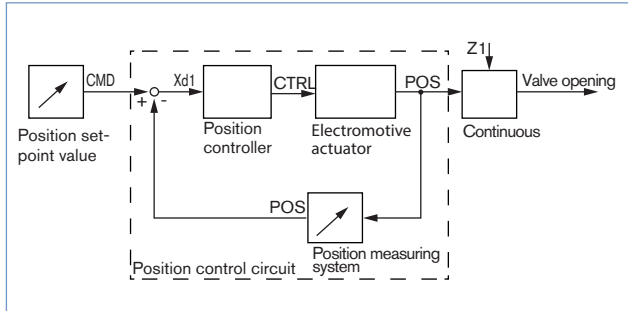 Z1
CMD
Xd1
CTRL
POS
Valve opening
+
-
Position set-
point value
Position
controller
Electromotive
actuator
Continuous
POS
Position measuring
system
Position control circuit